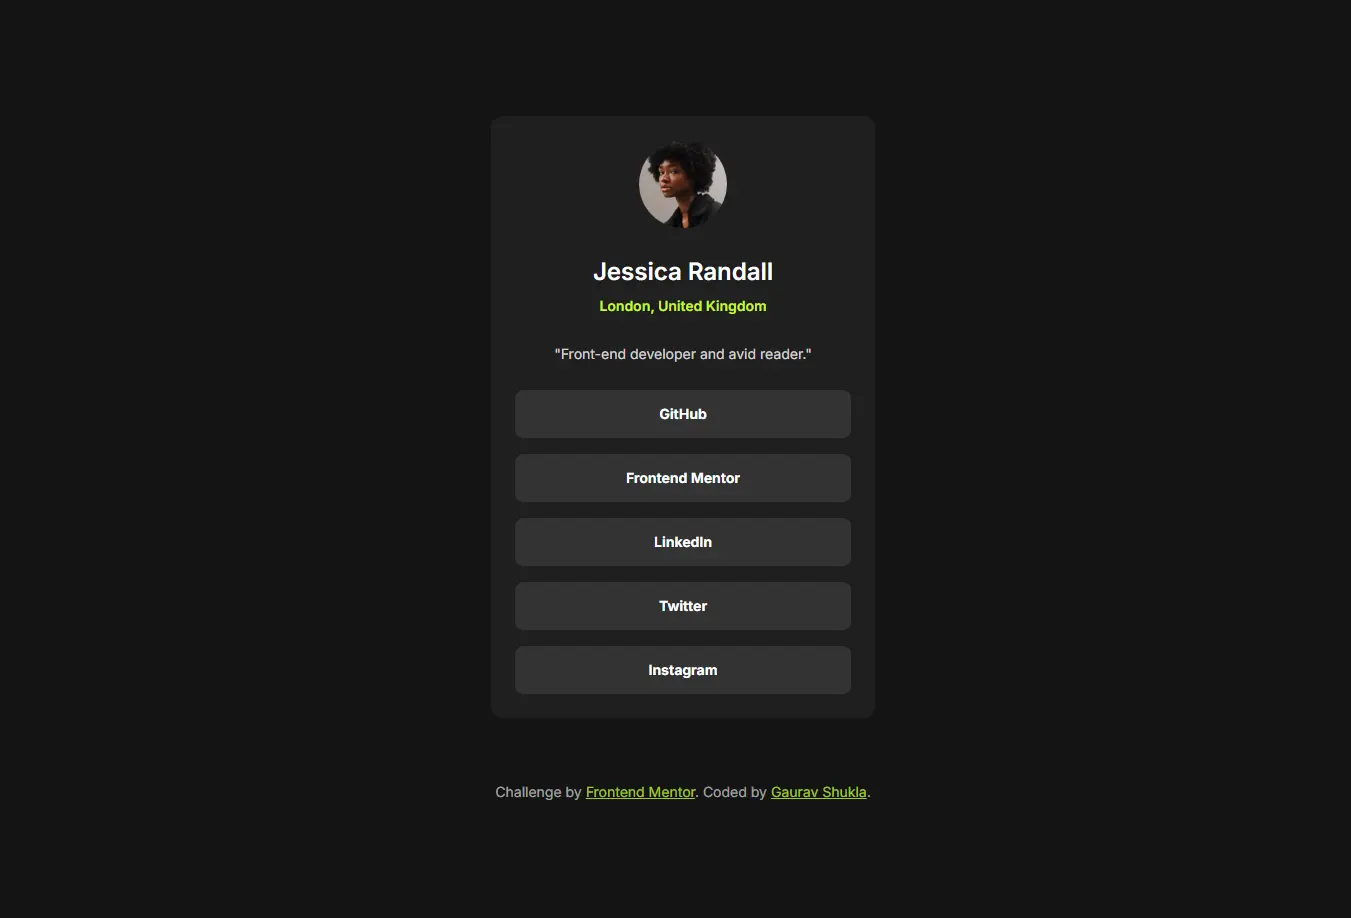 Jessica Randall
London, United Kingdom
"Front-end developer and avid reader."
GitHub
Frontend Mentor
LinkedIn
Twitter
Instagram
Challenge by Frontend Mentor. Coded by Gaurav Shukla.